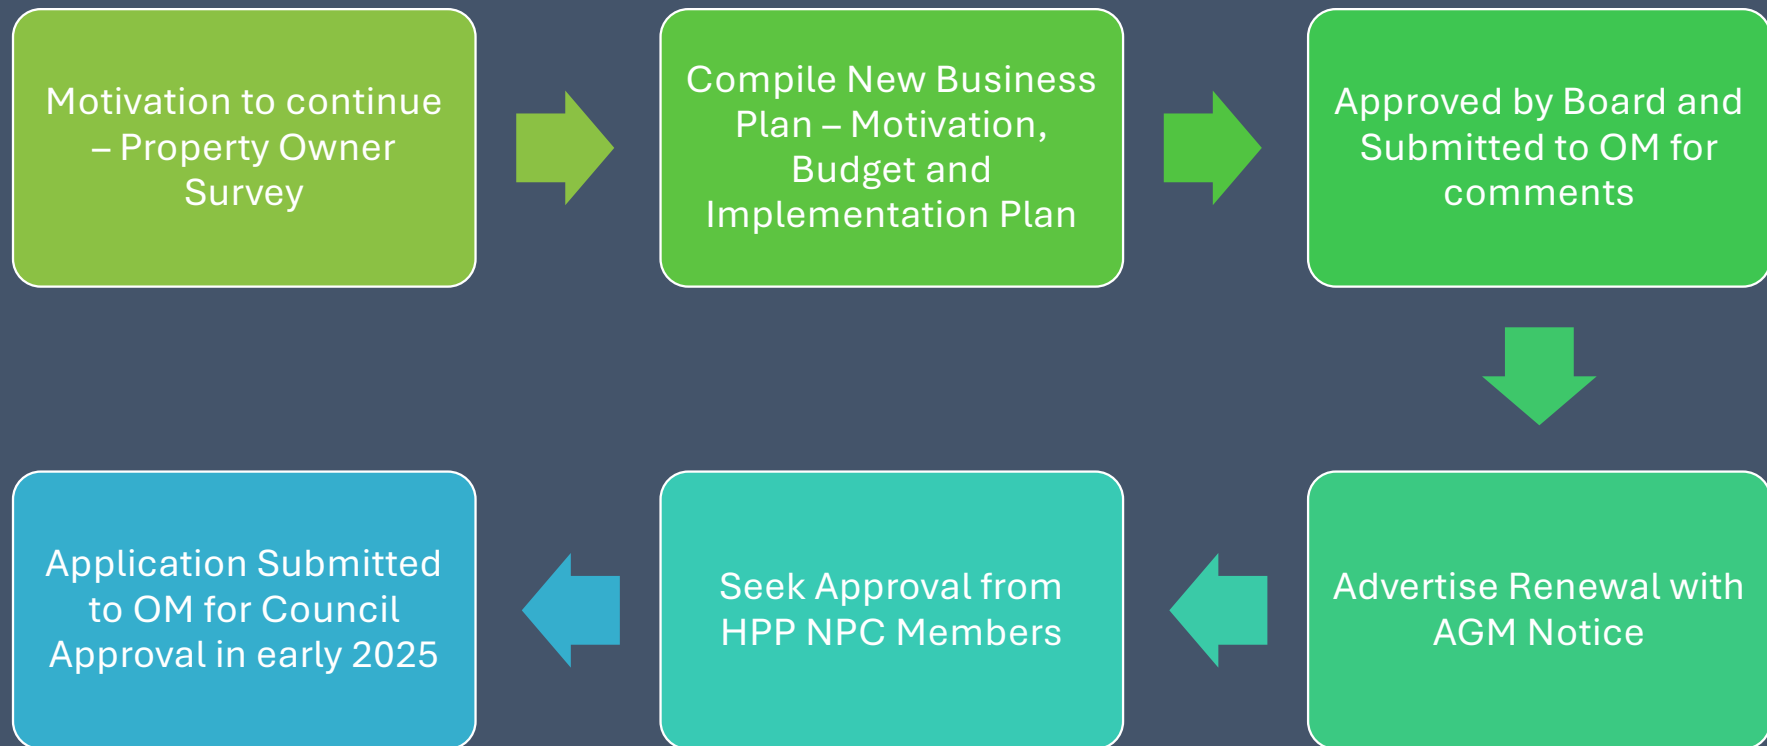 Motivation to continue
– Property Owner
Survey
Compile New Business
Plan – Motivation,
Budget and
Implementation Plan
Approved by Board and
Submitted to OM for
comments
Advertise Renewal with
AGM Notice
Seek Approval from
HPP NPC Members
Application Submitted
to OM for Council
Approval in early 2025